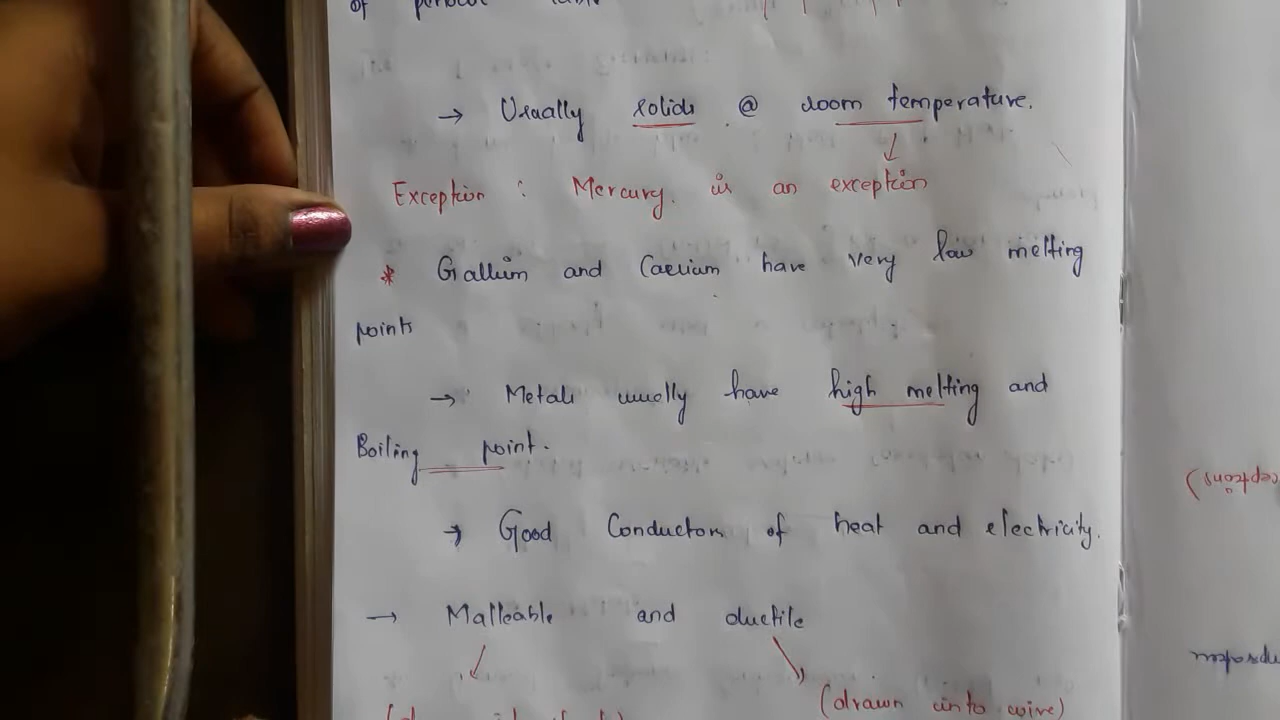 of
→ Usually solids @ room temperature.
↓
Exception : Mercury. is an exception
* Gallium and Caesium have very low melting
points
→ Metals usually have high melting and
Boiling point.
→ Good Conductors of heat and electricity.
→ Malleable and ductile
(drawn into wire)